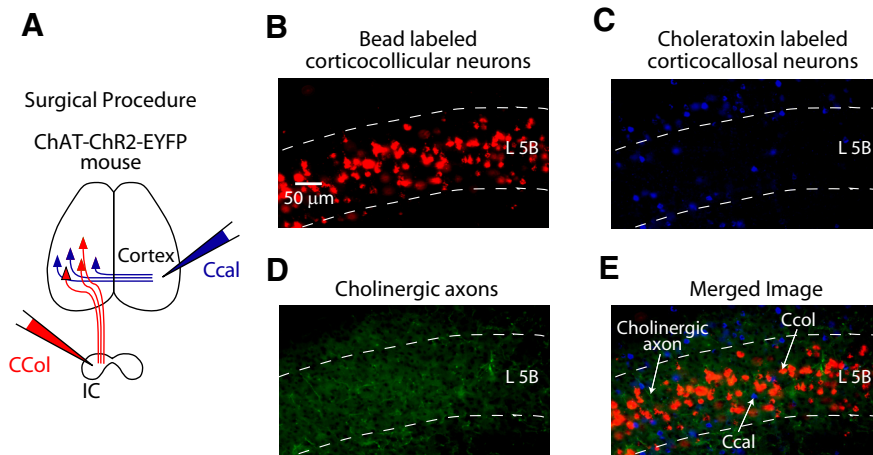 A
Surgical Procedure
ChAT-ChR2-EYFP
mouse
Cortex
Ccal
CCol
IC
B
Bead labeled
corticocollicular neurons
L 5B
50 μm
C
Choleratoxin labeled
corticocallosal neurons
L 5B
D
Cholinergic axons
L 5B
E
Merged Image
Cholinergic
axon
Ccol
L 5B
Ccal